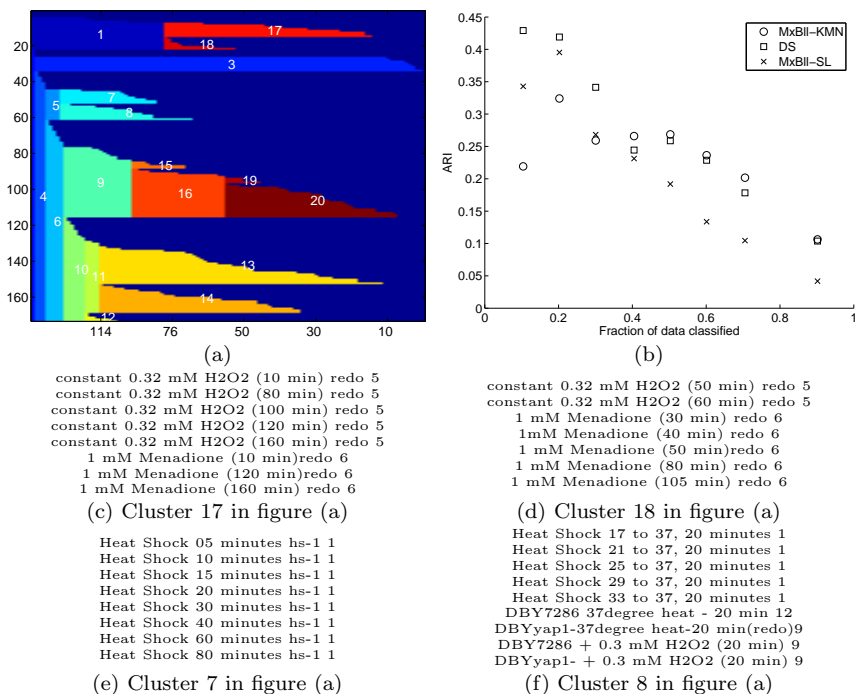 0
20
40
60
80
100
120
140
160
114 76 50 30 10
1
17
18
3
7
5
8
15
9
19
16
20
4
6
10
11
13
14
12
(a)
0.45
0.4
0.35
0.3
0.25
0.2
0.15
0.1
0.05
0
ARI
0 0.2 0.4 0.6 0.8 1
Fraction of data classified
MxBII-KMN
DS
MxBII-SL
(b)
constant 0.32 mM H2O2 (10 min) redo 5
constant 0.32 mM H2O2 (80 min) redo 5
constant 0.32 mM H2O2 (100 min) redo 5
constant 0.32 mM H2O2 (120 min) redo 5
constant 0.32 mM H2O2 (160 min) redo 5
1 mM Menadione (10 min)redo 6
1 mM Menadione (120 min)redo 6
1 mM Menadione (160 min) redo 6
(c) Cluster 17 in figure (a)
constant 0.32 mM H2O2 (50 min) redo 5
constant 0.32 mM H2O2 (60 min) redo 5
1 mM Menadione (30 min) redo 6
1mM Menadione (40 min) redo 6
1 mM Menadione (50 min)redo 6
1 mM Menadione (80 min) redo 6
1 mM Menadione (105 min) redo 6
(d) Cluster 18 in figure (a)
Heat Shock 05 minutes hs-1 1
Heat Shock 10 minutes hs-1 1
Heat Shock 15 minutes hs-1 1
Heat Shock 20 minutes hs-1 1
Heat Shock 30 minutes hs-1 1
Heat Shock 40 minutes hs-1 1
Heat Shock 60 minutes hs-1 1
Heat Shock 80 minutes hs-1 1
(e) Cluster 7 in figure (a)
Heat Shock 17 to 37, 20 minutes 1
Heat Shock 21 to 37, 20 minutes 1
Heat Shock 25 to 37, 20 minutes 1
Heat Shock 29 to 37, 20 minutes 1
Heat Shock 33 to 37, 20 minutes 1
DBY7286 37degree heat - 20 min 12
DBYyap1-37degree heat-20 min(redo)9
DBY7286 + 0.3 mM H2O2 (20 min) 9
DBYyap1- + 0.3 mM H2O2 (20 min) 9
(f) Cluster 8 in figure (a)